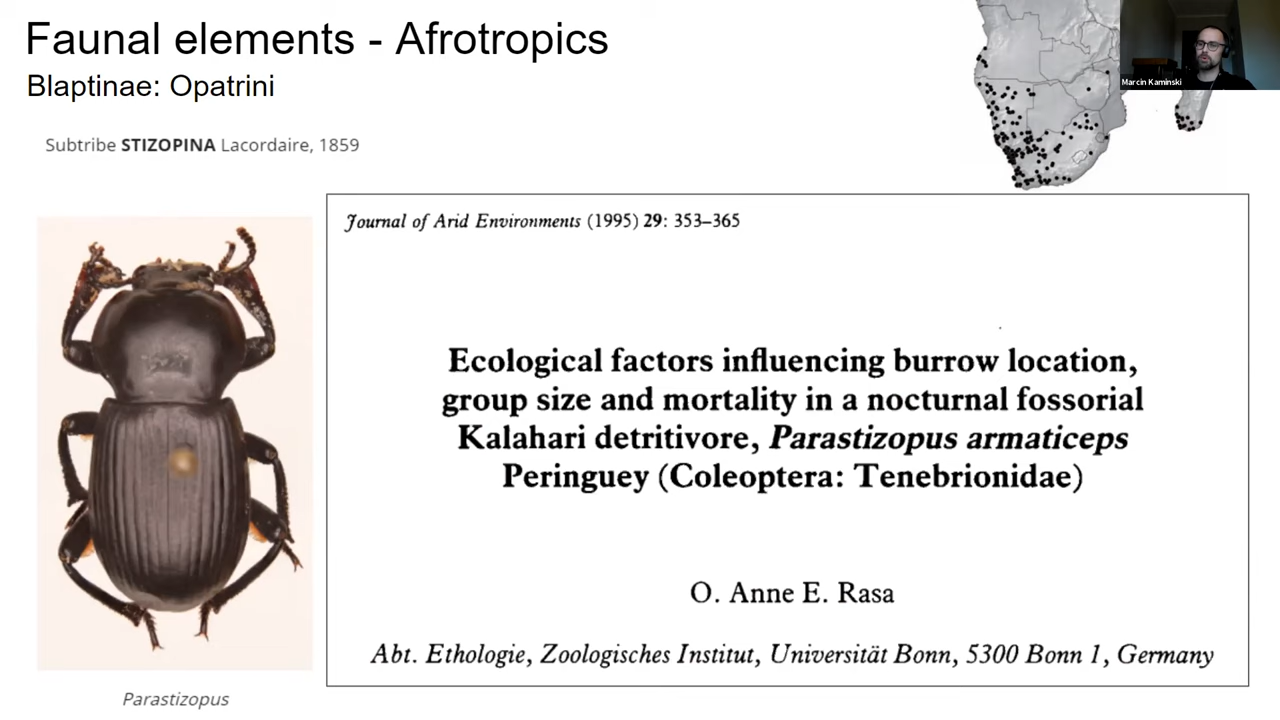 Faunal elements - Afrotropics
Blaptinae: Opatrini
Marcin Kamiński
Subtribe STIZOPINA Lacordaire, 1859
Journal of Arid Environments (1995) 29: 353–365
Ecological factors influencing burrow location,
group size and mortality in a nocturnal fossorial
Kalahari detritivore, Parastizopus armaticeps
Peringuey (Coleoptera: Tenebrionidae)
O. Anne E. Rasa
Abt. Ethologie, Zoologisches Institut, Universität Bonn, 5300 Bonn 1, Germany
Parastizopus